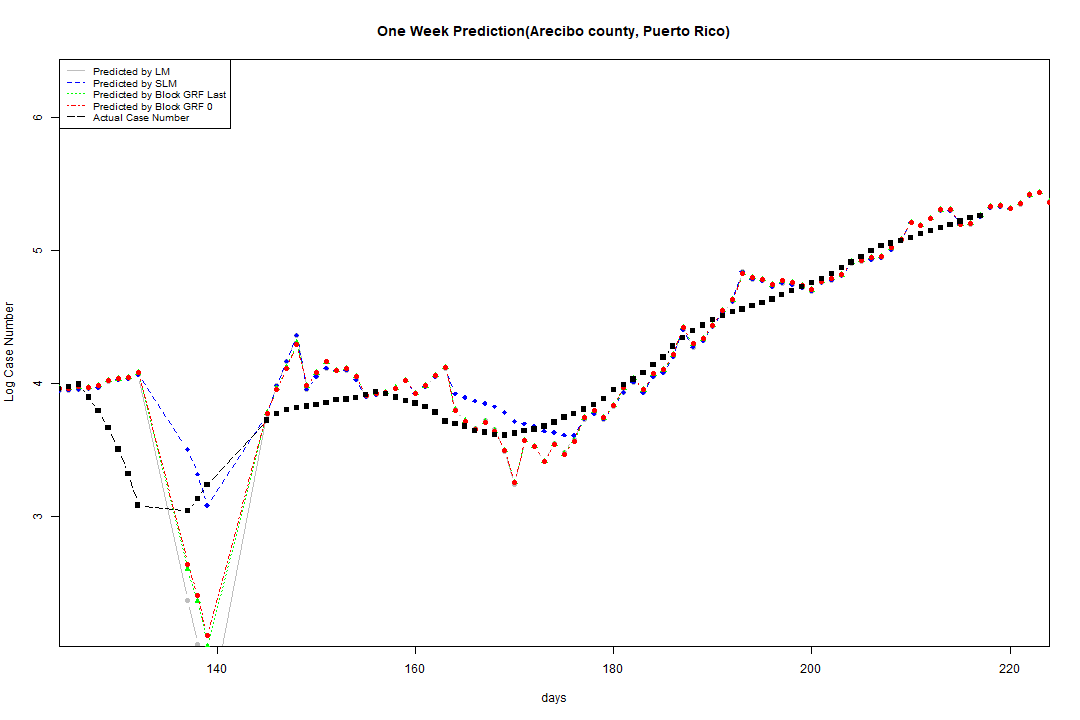 One Week Prediction(Arecibo county, Puerto Rico)
Predicted by LM
Predicted by SLM
Predicted by Block GRF Last
Predicted by Block GRF 0
Actual Case Number
6
5
4
3
Log Case Number
140 160 180 200 220
days